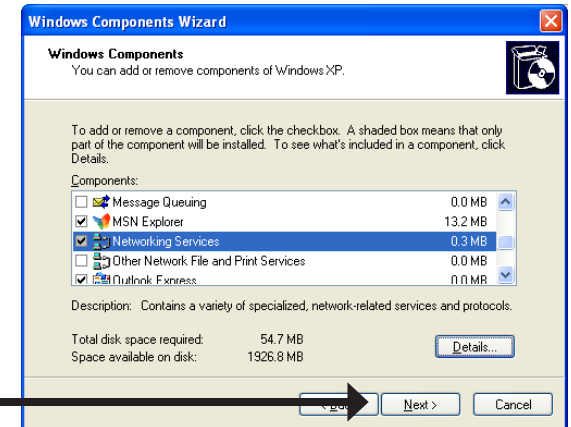 Windows Components Wizard
Windows Components
You can add or remove components of Windows XP.
To add or remove a component, click the checkbox. A shaded box means that only
part of the component will be installed. To see what's included in a component, click
Details.
Components:
Message Queuing 0.0 MB
MSN Explorer 13.2 MB
Networking Services 0.3 MB
Other Network File and Print Services 0.0 MB
Outlook Express 0.0 MB
Description: Contains a variety of specialized, network-related services and protocols.
Total disk space required: 54.7 MB
Details...
Space available on disk: 1926.8 MB
Next > Cancel